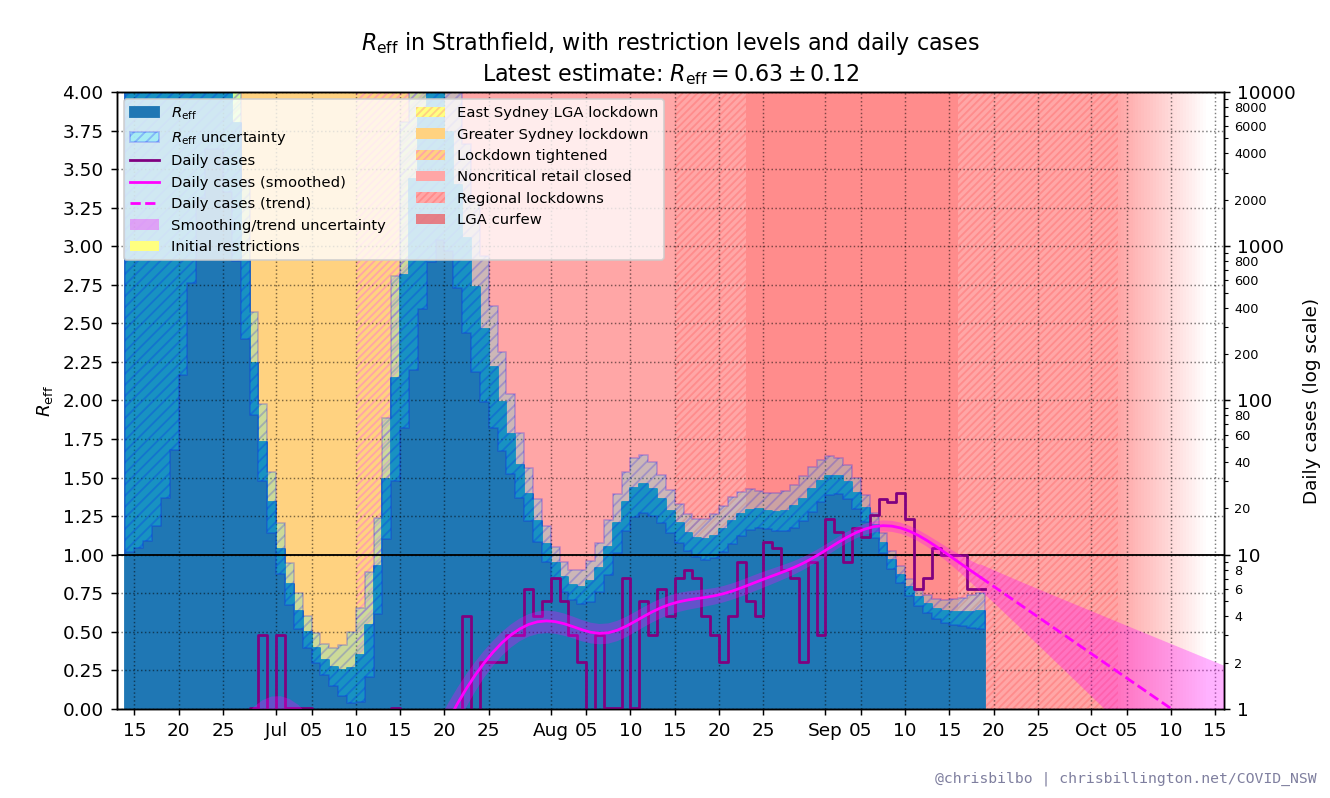 Reff in Strathfield, with restriction levels and daily cases
Latest estimate: Reff = 0.63 ± 0.12
Reff
Reff uncertainty
Daily cases
Daily cases (smoothed)
Daily cases (trend)
Smoothing/trend uncertainty
Initial restrictions
East Sydney LGA lockdown
Greater Sydney lockdown
Lockdown tightened
Noncritical retail closed
Regional lockdowns
LGA curfew
Reff
4.00
3.75
3.50
3.25
3.00
2.75
2.50
2.25
2.00
1.75
1.50
1.25
1.00
0.75
0.50
0.25
0.00
15 20 25 Jul 05 10 15 20 25 Aug 05 10 15 20 25 Sep 05 10 15 20 25 Oct 05 10 15
10000
8000
6000
4000
2000
1000
800
600
400
200
100
80
60
40
20
10
8
6
4
2
1
Daily cases (log scale)
@chrisbilbo | chrisbillington.net/COVID_NSW